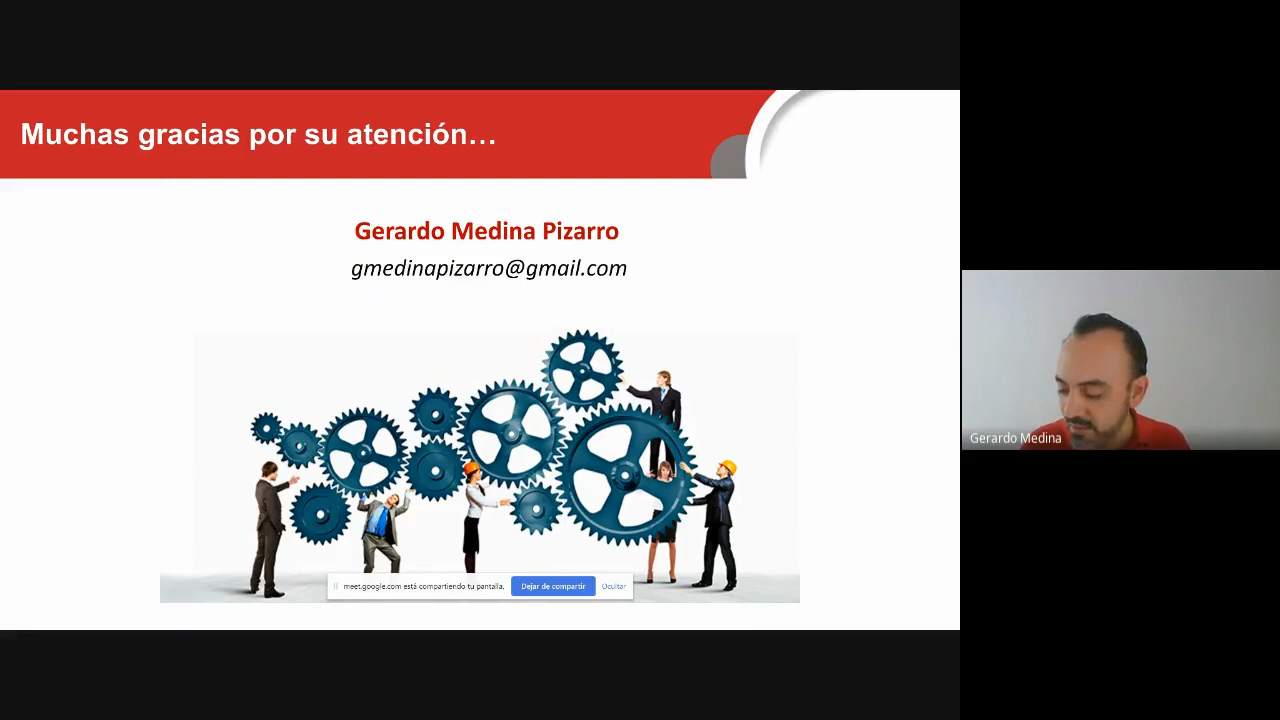 Muchas gracias por su atención…
Gerardo Medina Pizarro
gmedinapizarro@gmail.com
meet.google.com está compartiendo tu pantalla.
Dejar de compartir
Ocultar
Gerardo Medina